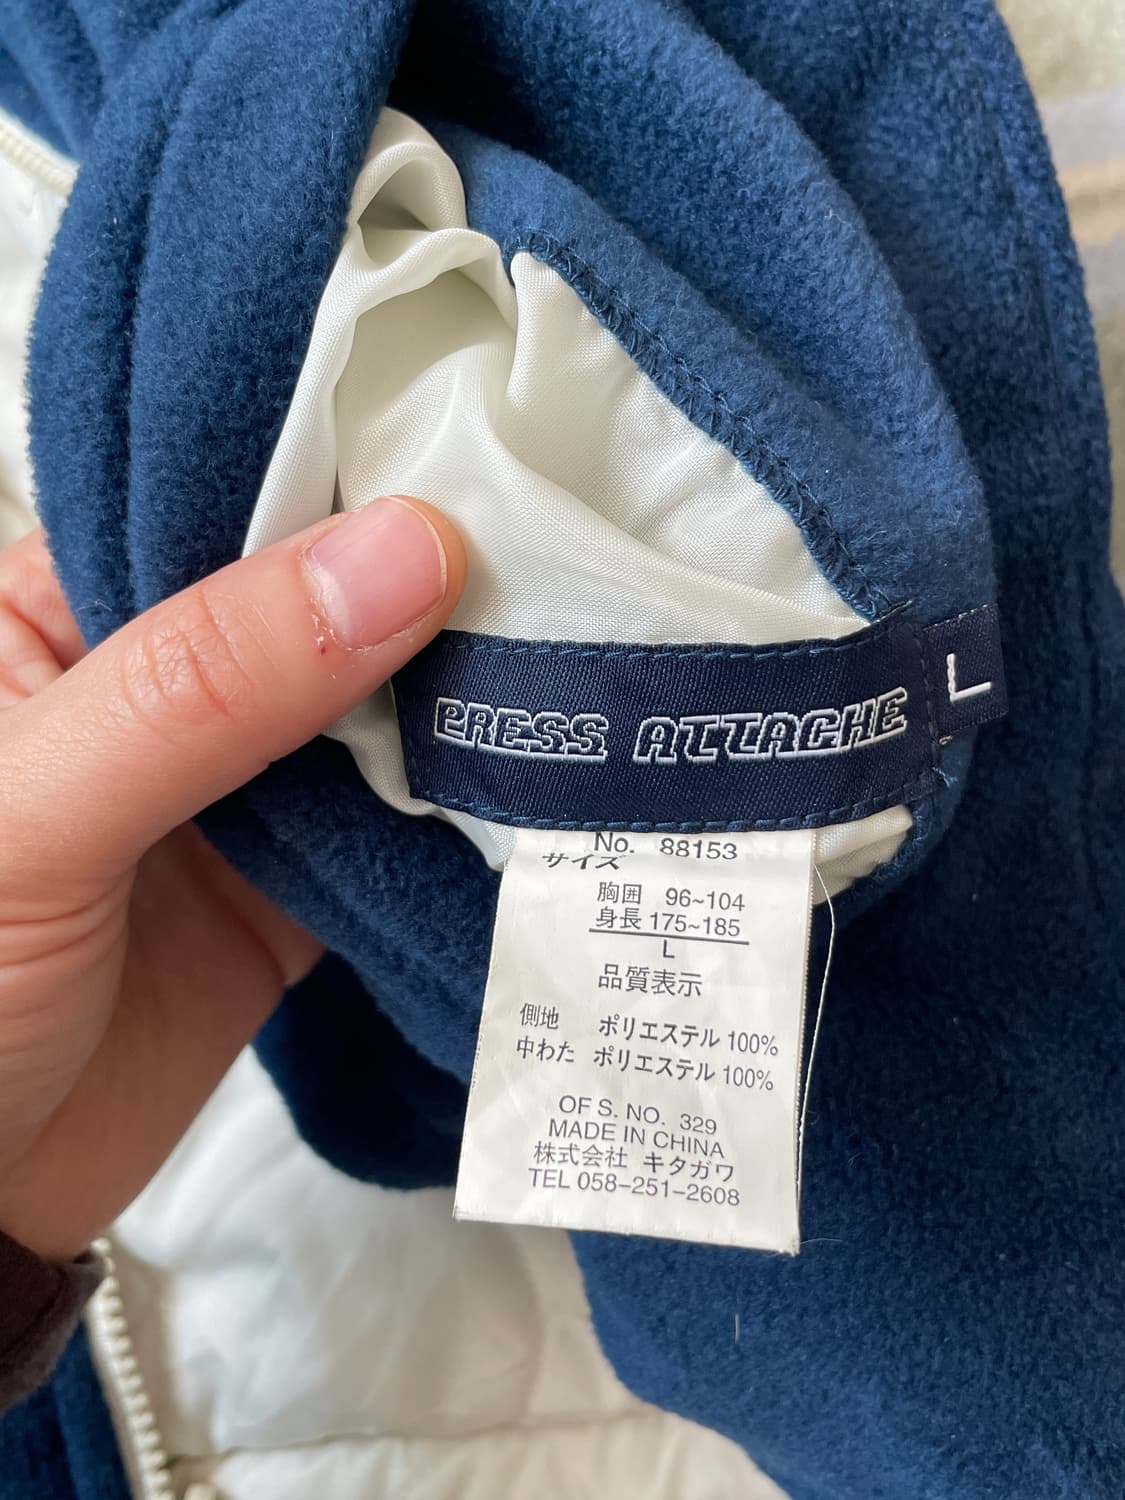 PRESS ATTACHE
L
No. 88153
サイズ
胸囲 96~104
身長 175~185
L
品質表示
側地 ポリエステル 100%
中わた ポリエステル 100%
OF S. NO. 329
MADE IN CHINA
株式会社 キタガワ
TEL 058-251-2608